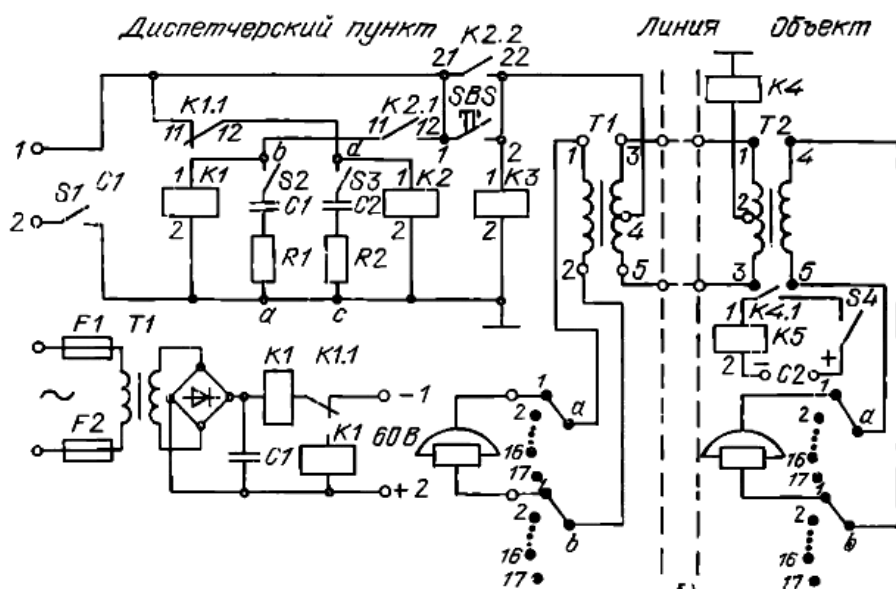 Диспетчерский пункт
Линия
Объект
K2.2
21 22
K4
K1.1
K2.1
SBS
11 12
11 12
1 2
T1
T2
1 3
1 4
b d
1
2
S1 C1
1 K1 2
S2
C1
R1
a
S3
C2
R2
c
1 K2 2
K3
2 5
4
2
3 5
K4.1
S4
1 K5 2
− C2 +
F1 T1
F2
~
K1 K1.1
−1
K1 60 В
C1
+2
1
2
a
16
17
1
2
b
16
17
1
2
a
16
17
1
2
b
16
17